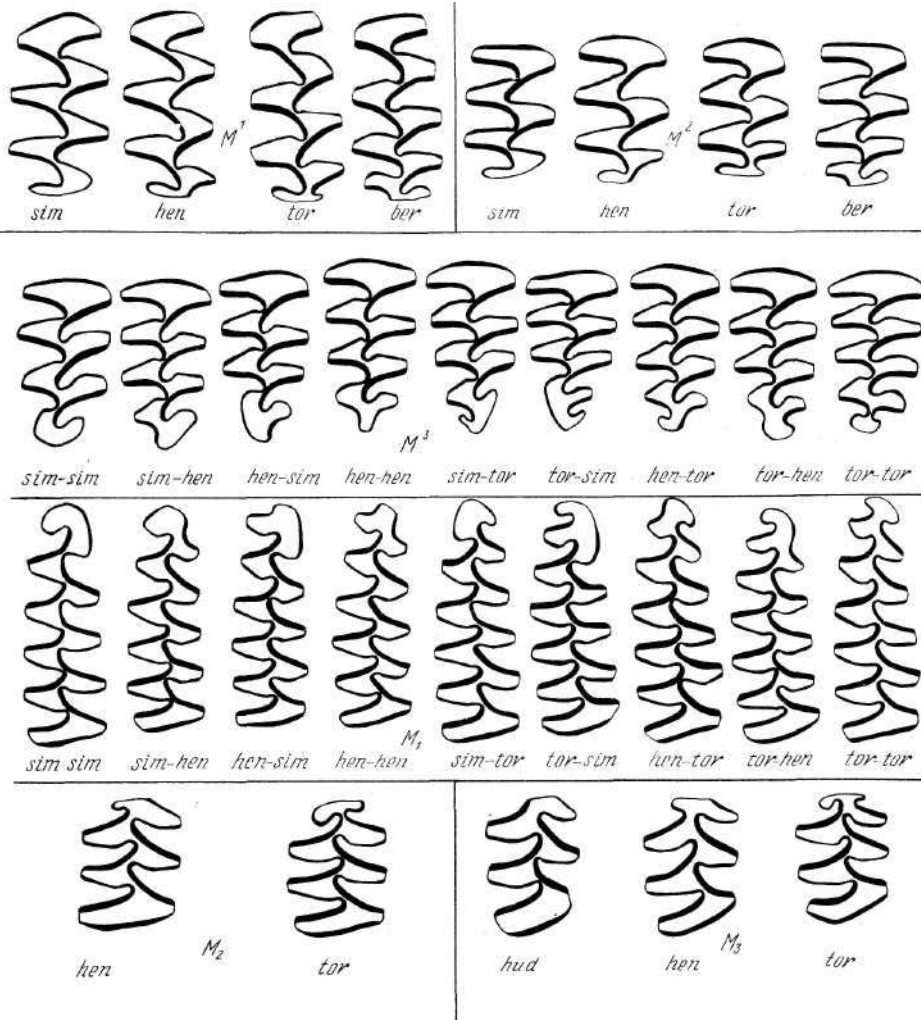 M¹
sim hen tor ber
M²
sim hen tor ber
M³
sim-sim sim-hen hen-sim hen-hen sim-tor tor-sim hen-tor tor-hen tor-tor
M₁
sim sim sim-hen hen-sim hen-hen sim-tor tor-sim hen-tor tor-hen tor-tor
M₂
hen tor
M₃
hud hen tor